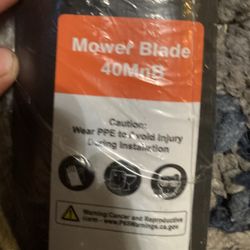 Mower Blade
40MnB
Caution:
Wear PPE to Avoid Injury
During Installation
Warning: Cancer and Reproductive
Harm - www.P65Warnings.ca.gov